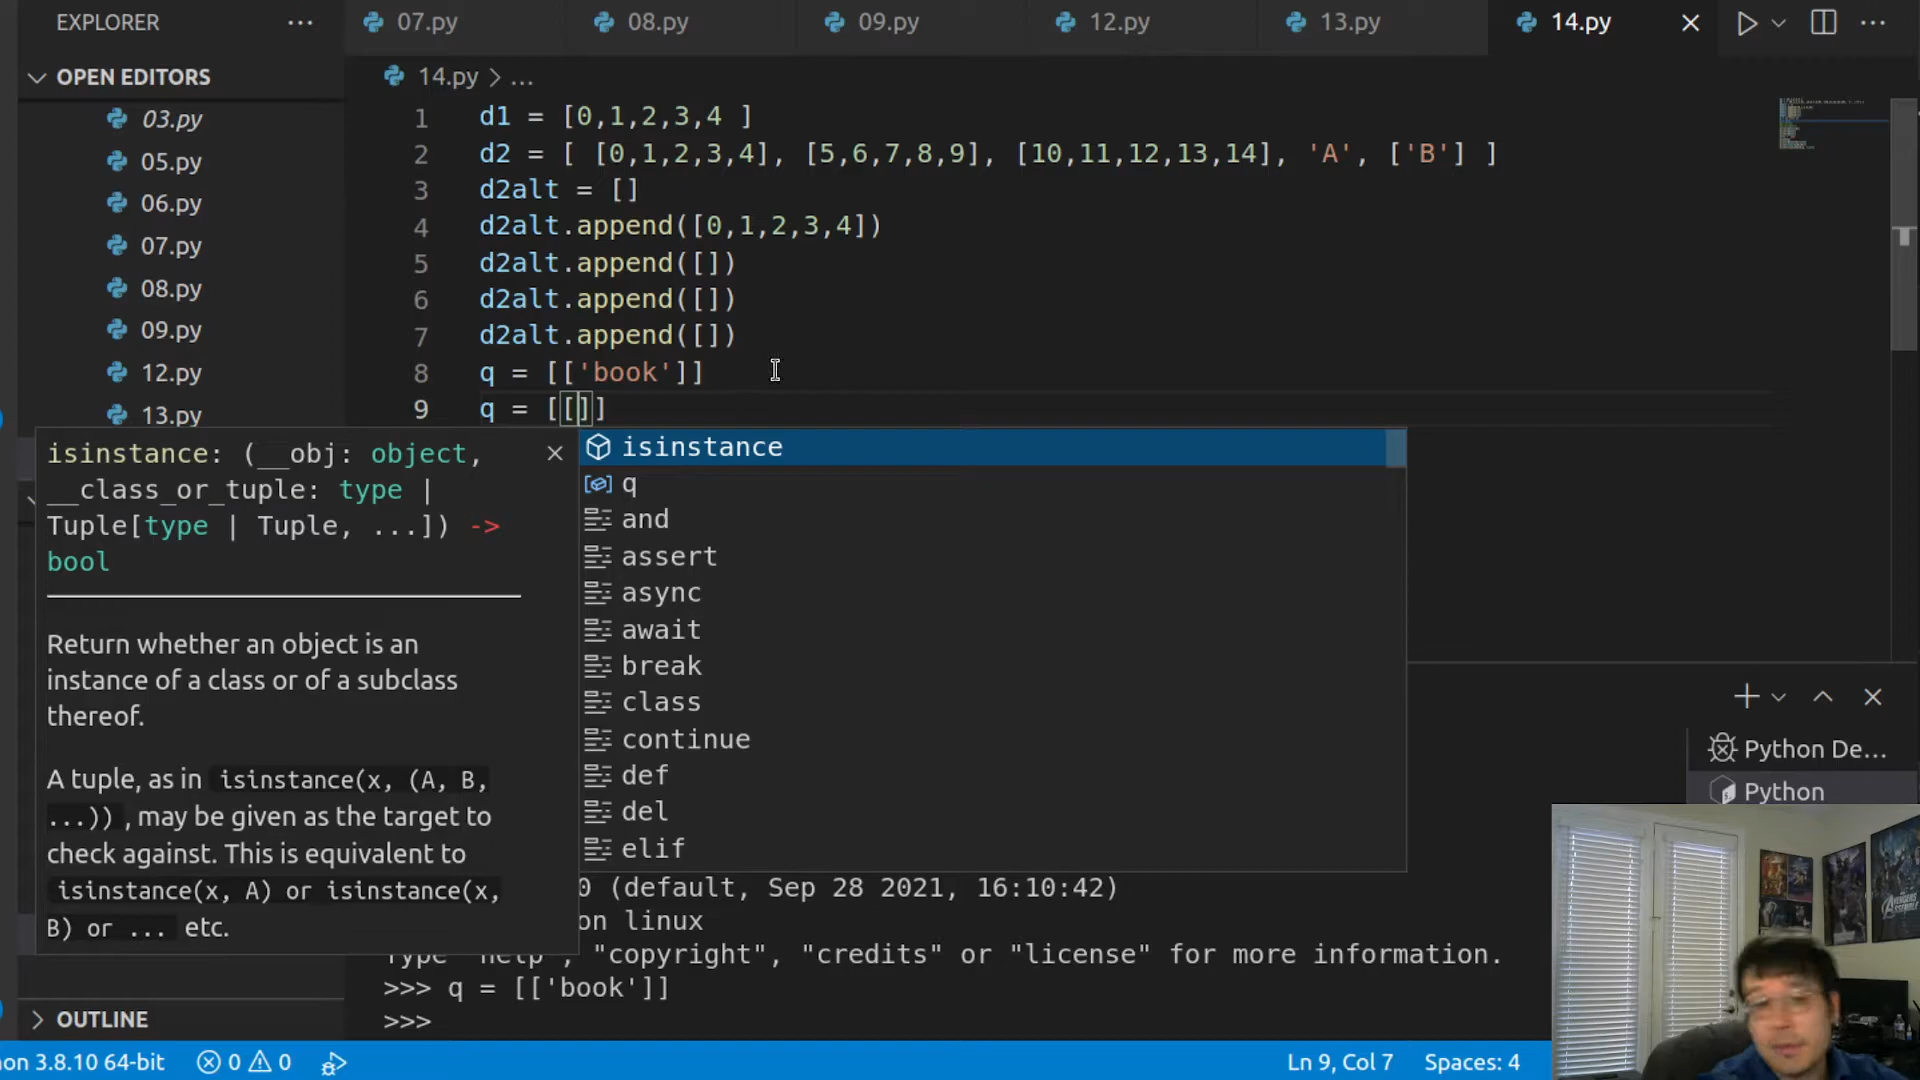 EXPLORER ...
07.py 08.py 09.py 12.py 13.py 14.py
OPEN EDITORS
03.py
05.py
06.py
07.py
08.py
09.py
12.py
13.py
14.py > ...
1 d1 = [0,1,2,3,4 ]
2 d2 = [ [0,1,2,3,4], [5,6,7,8,9], [10,11,12,13,14], 'A', ['B'] ]
3 d2alt = []
4 d2alt.append([0,1,2,3,4])
5 d2alt.append([])
6 d2alt.append([])
7 d2alt.append([])
8 q = [['book']]
9 q = [[]]
isinstance: (__obj: object,
__class_or_tuple: type |
Tuple[type | Tuple, ...]) ->
bool
Return whether an object is an
instance of a class or of a subclass
thereof.
A tuple, as in isinstance(x, (A, B,
...)) , may be given as the target to
check against. This is equivalent to
isinstance(x, A) or isinstance(x,
B) or ... etc.
isinstance
q
and
assert
async
await
break
class
continue
def
del
elif
0 (default, Sep 28 2021, 16:10:42)
on linux
Type "help", "copyright", "credits" or "license" for more information.
>>> q = [['book']]
>>>
Python De...
Python
OUTLINE
on 3.8.10 64-bit 0 0
Ln 9, Col 7 Spaces: 4